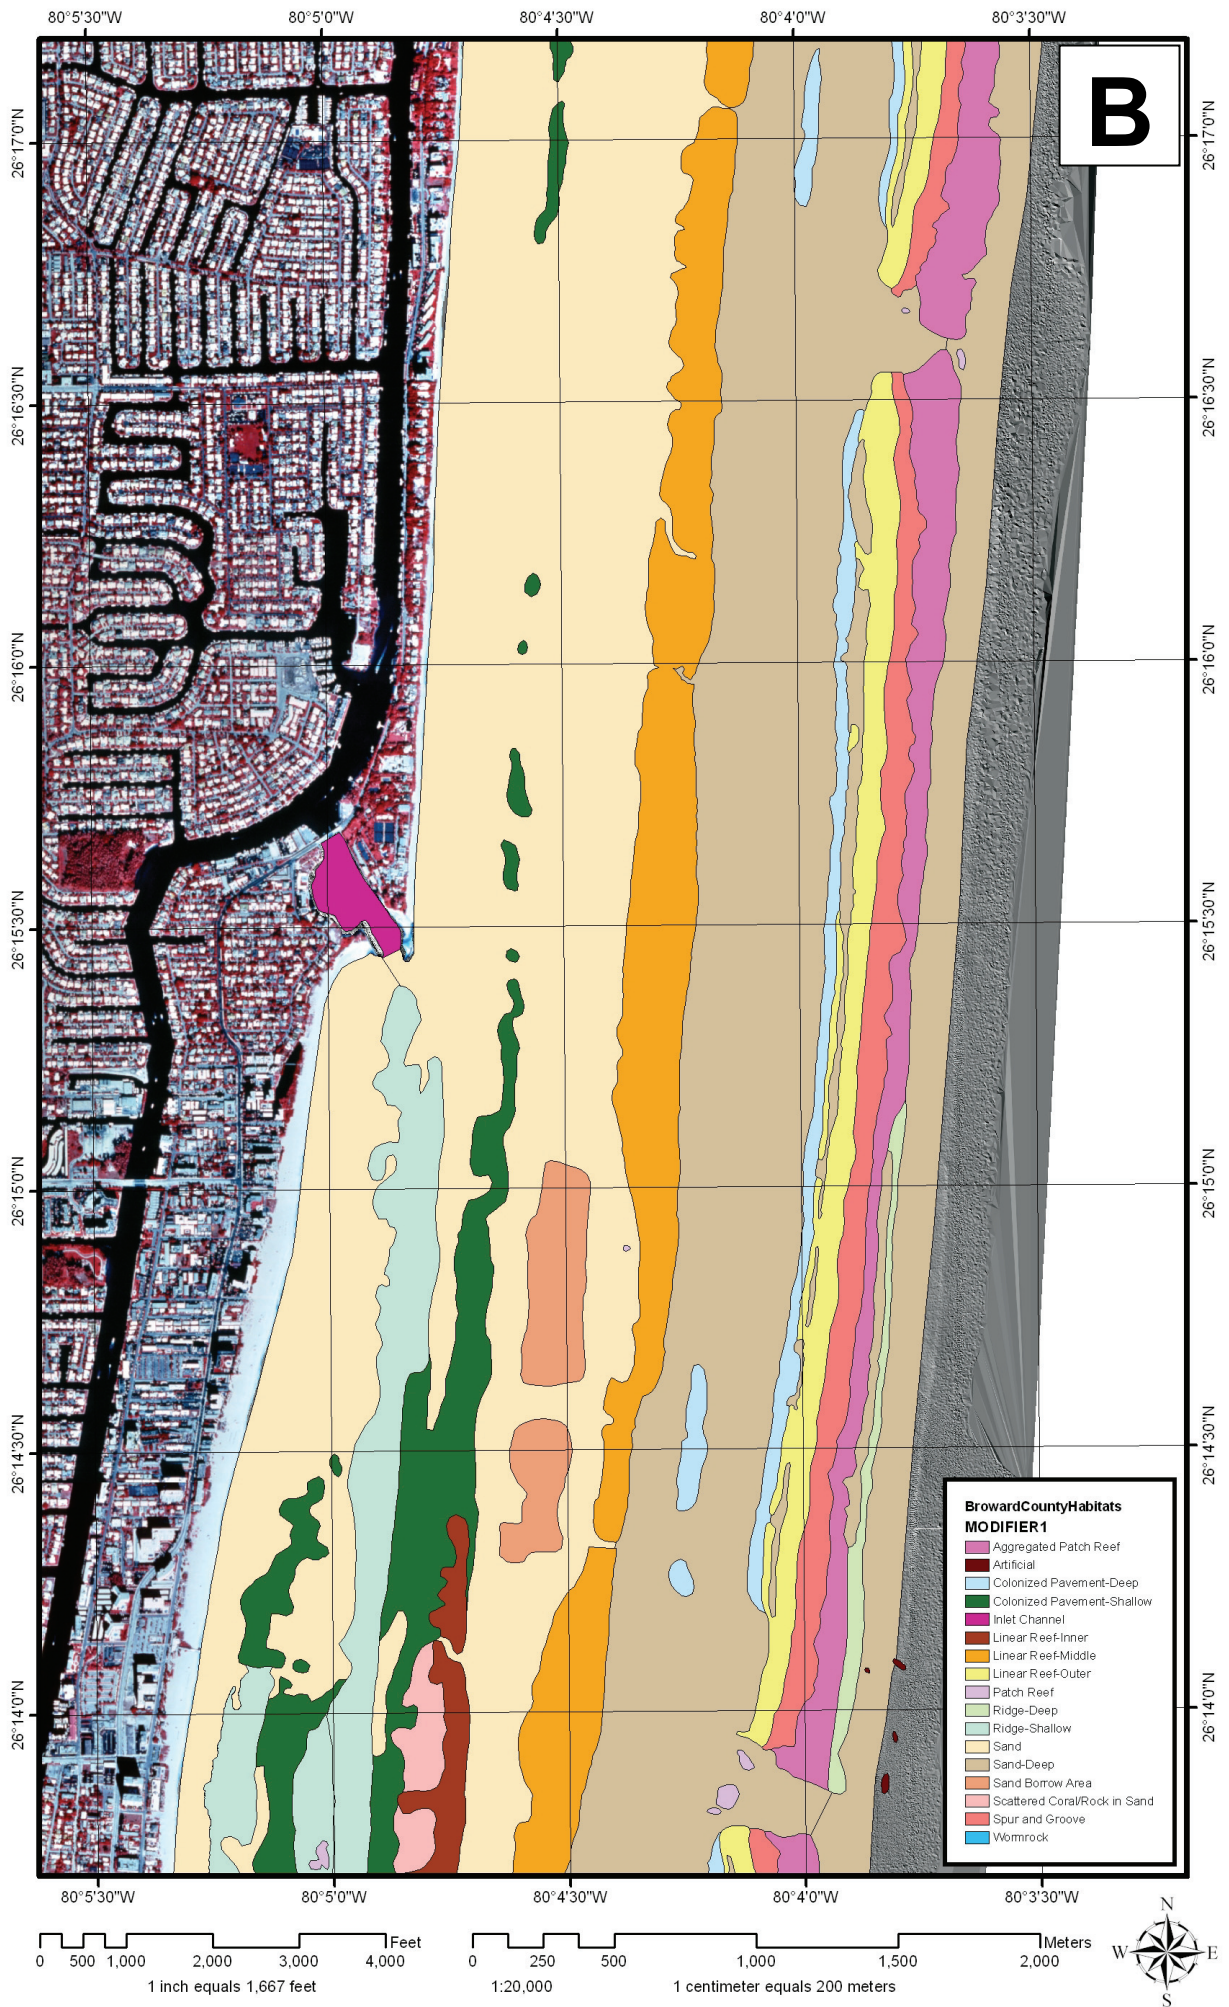 80°5'30"W 80°5'0"W 80°4'30"W 80°4'0"W 80°3'30"W
B
26°17'0"N 26°17'0"N
26°16'30"N 26°16'30"N
26°16'0"N 26°16'0"N
26°15'30"N 26°15'30"N
26°15'0"N 26°15'0"N
26°14'30"N 26°14'30"N
26°14'0"N 26°14'0"N
BrowardCountyHabitats
MODIFIER1
Aggregated Patch Reef
Artificial
Colonized Pavement-Deep
Colonized Pavement-Shallow
Inlet Channel
Linear Reef-Inner
Linear Reef-Middle
Linear Reef-Outer
Patch Reef
Ridge-Deep
Ridge-Shallow
Sand
Sand-Deep
Sand Borrow Area
Scattered Coral/Rock in Sand
Spur and Groove
Wormrock
80°5'30"W 80°5'0"W 80°4'30"W 80°4'0"W 80°3'30"W
Feet
0 500 1,000 2,000 3,000 4,000
1 inch equals 1,667 feet
1:20,000
Meters
0 250 500 1,000 1,500 2,000
1 centimeter equals 200 meters
N
W E
S